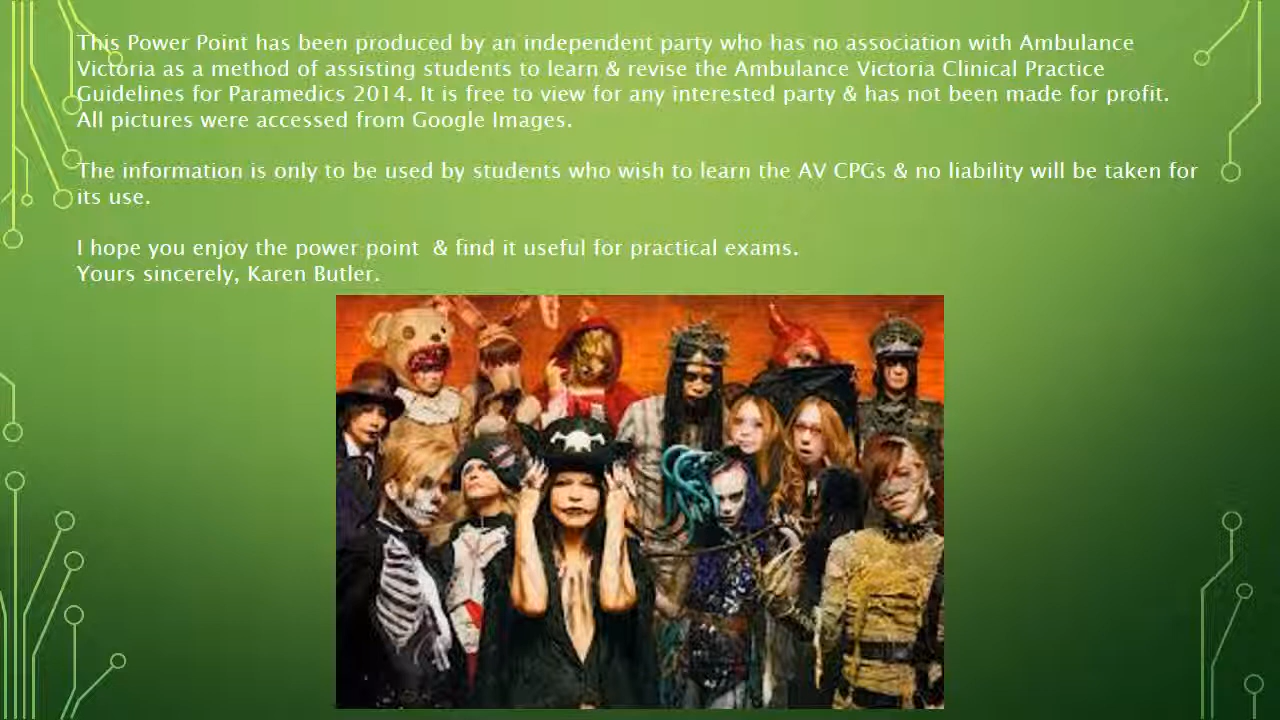 This Power Point has been produced by an independent party who has no association with Ambulance
Victoria as a method of assisting students to learn & revise the Ambulance Victoria Clinical Practice
Guidelines for Paramedics 2014. It is free to view for any interested party & has not been made for profit.
All pictures were accessed from Google Images.
The information is only to be used by students who wish to learn the AV CPGs & no liability will be taken for
its use.
I hope you enjoy the power point  & find it useful for practical exams.
Yours sincerely, Karen Butler.